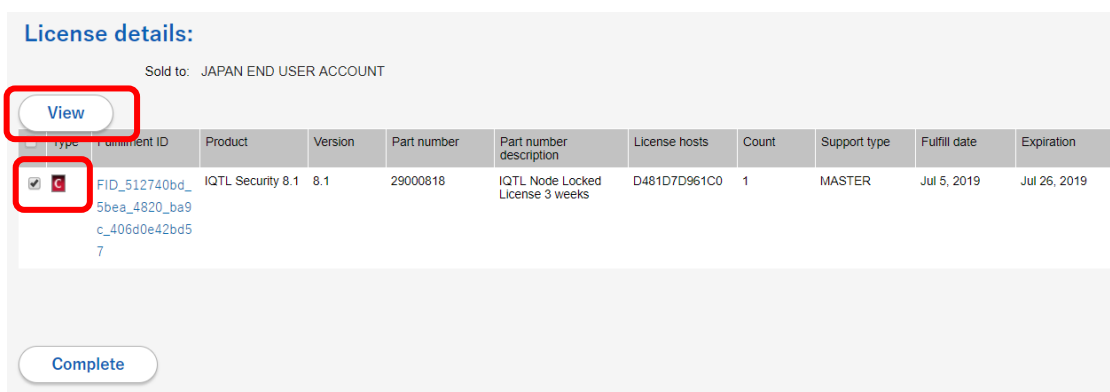 License details:
Sold to: JAPAN END USER ACCOUNT
View
Type Fulfillment ID Product Version Part number Part number description License hosts Count Support type Fulfill date Expiration
C FID_512740bd_ IQTL Security 8.1 8.1 29000818 IQTL Node Locked D481D7D961C0 1 MASTER Jul 5, 2019 Jul 26, 2019
5bea_4820_ba9 License 3 weeks
c_406d0e42bd5
7
Complete